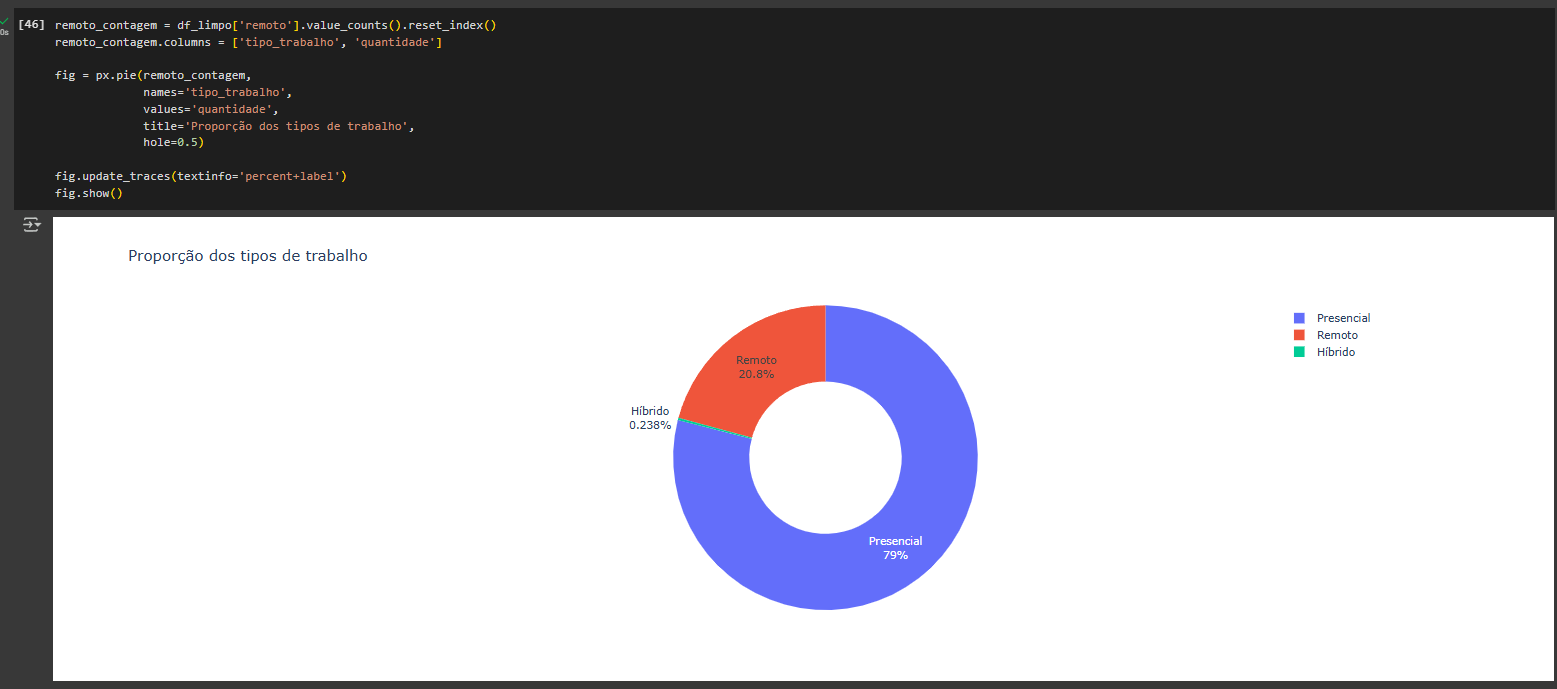 [46] remoto_contagem = df_limpo['remoto'].value_counts().reset_index()
0s
remoto_contagem.columns = ['tipo_trabalho', 'quantidade']
fig = px.pie(remoto_contagem,
names='tipo_trabalho',
values='quantidade',
title='Proporção dos tipos de trabalho',
hole=0.5)
fig.update_traces(textinfo='percent+label')
fig.show()
Proporção dos tipos de trabalho
Presencial
Remoto
Híbrido
Remoto
20.8%
Híbrido
0.238%
Presencial
79%